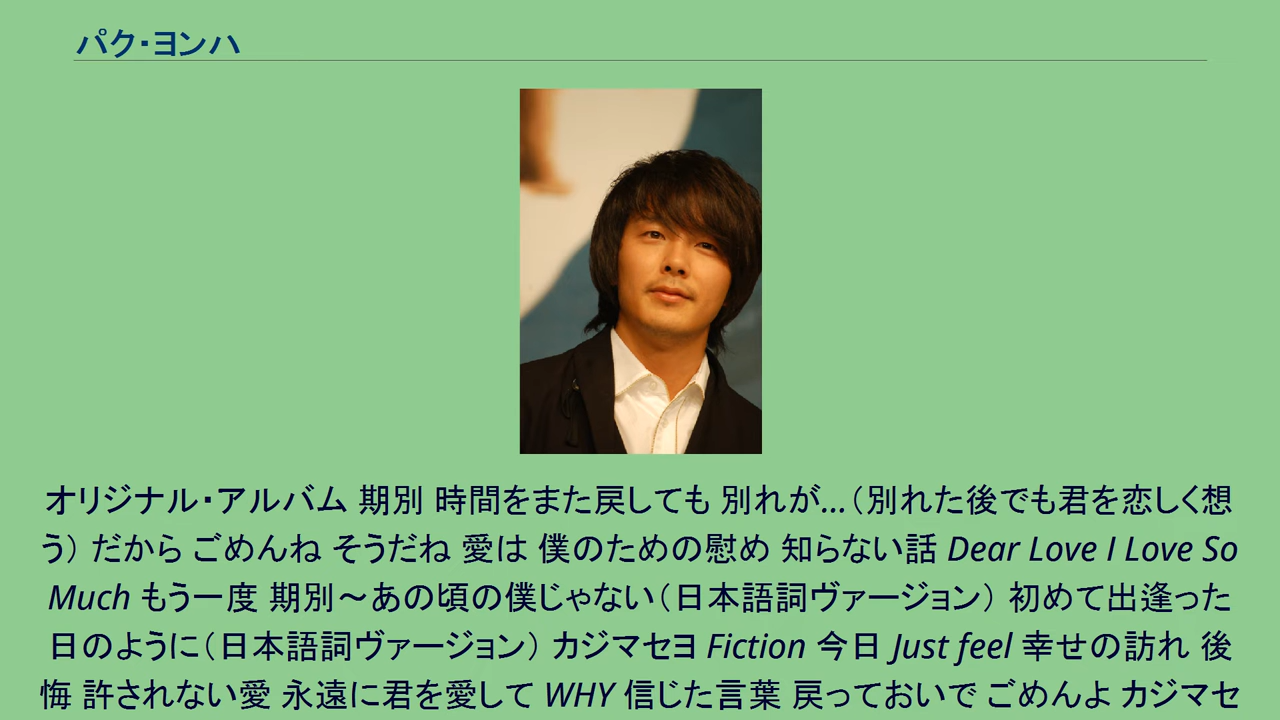 パク・ヨンハ
オリジナル・アルバム 期別 時間をまた戻しても 別れが...（別れた後でも君を恋しく想
う） だから ごめんね そうだね 愛は 僕のための慰め 知らない話 Dear Love I Love So
Much もう一度 期別～あの頃の僕じゃない（日本語詞ヴァージョン） 初めて出逢った
日のように（日本語詞ヴァージョン） カジマセヨ Fiction 今日 Just feel 幸せの訪れ 後
悔 許されない愛 永遠に君を愛して WHY 信じた言葉 戻っておいで ごめんよ カジマセ